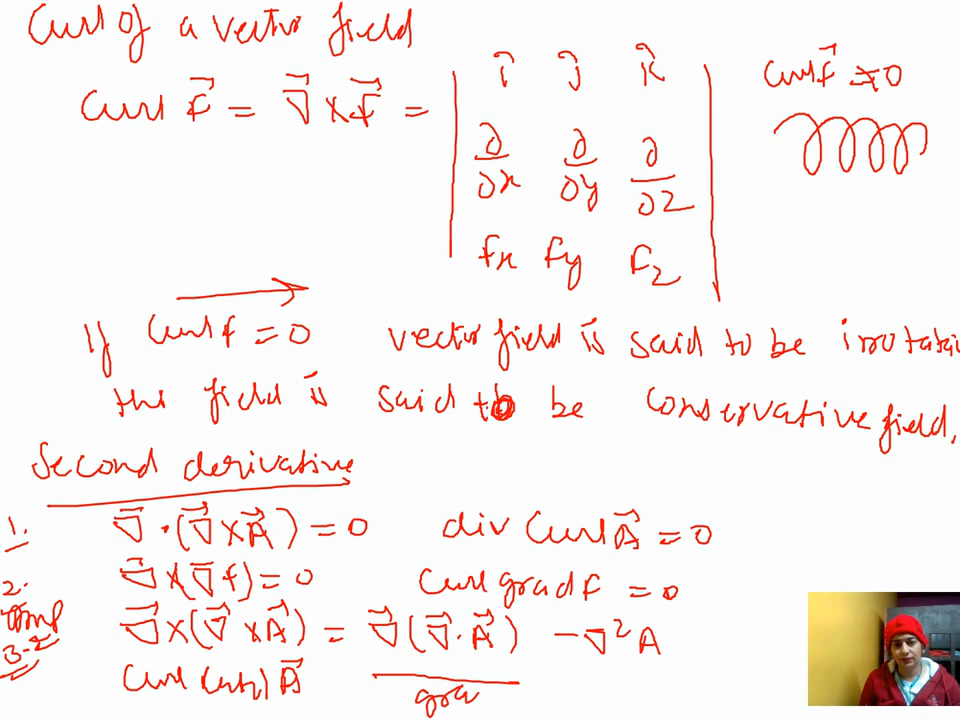 Curl of a vector field
Curl F⃗ = ∇⃗ × F⃗ = | î ĵ k̂ |
∂/∂x ∂/∂y ∂/∂z
Fx Fy Fz
Curl F⃗ ≠ 0
If Curl f = 0 vector field is said to be irrotatio
the field is said to be conservative field,
Second derivative
1. ∇⃗ · (∇⃗ × A⃗) = 0 div Curl A⃗ = 0
2. ∇⃗ × (∇⃗ f) = 0 Curl grad F = 0
3. ∇⃗ × (∇⃗ × A⃗) = ∇⃗ (∇⃗ · A⃗) − ∇² A
Curl Curl A⃗ gra